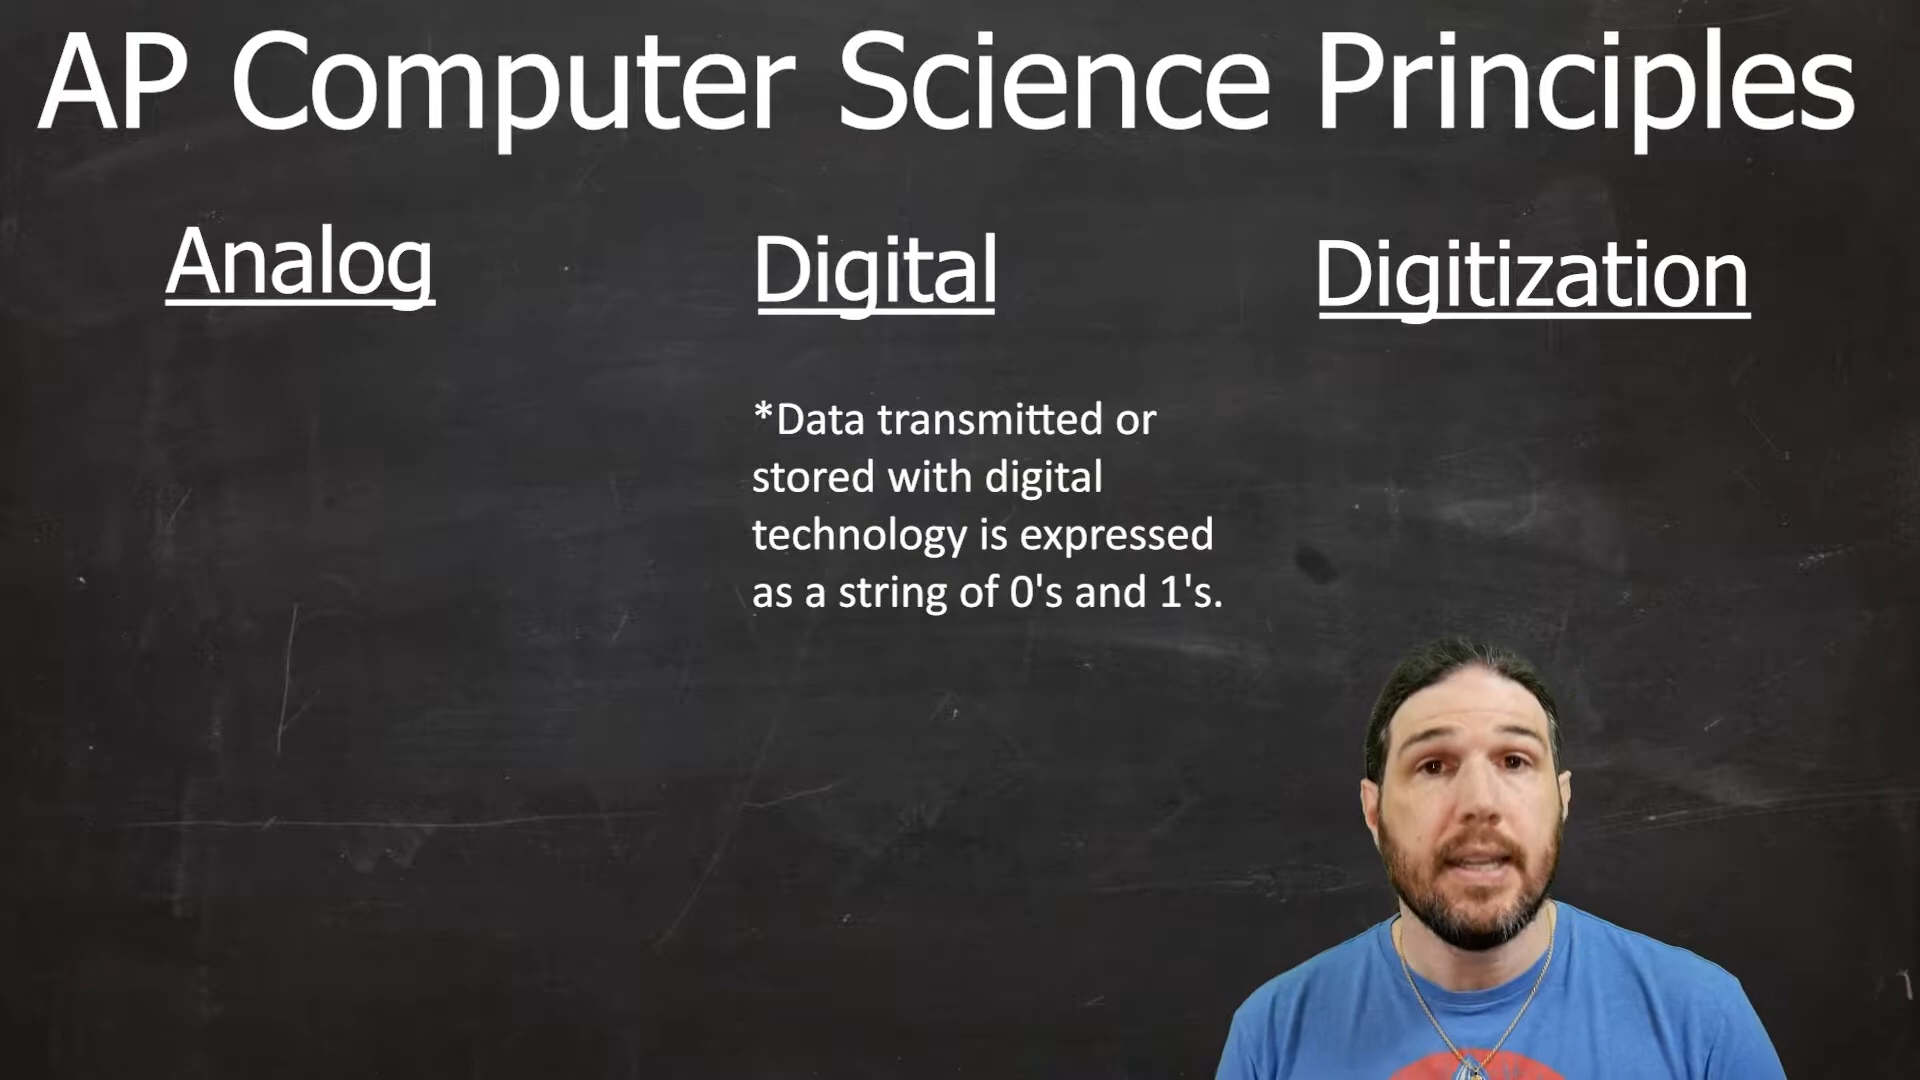 AP Computer Science Principles
Analog
Digital
Digitization
*Data transmitted or
stored with digital
technology is expressed
as a string of 0's and 1's.